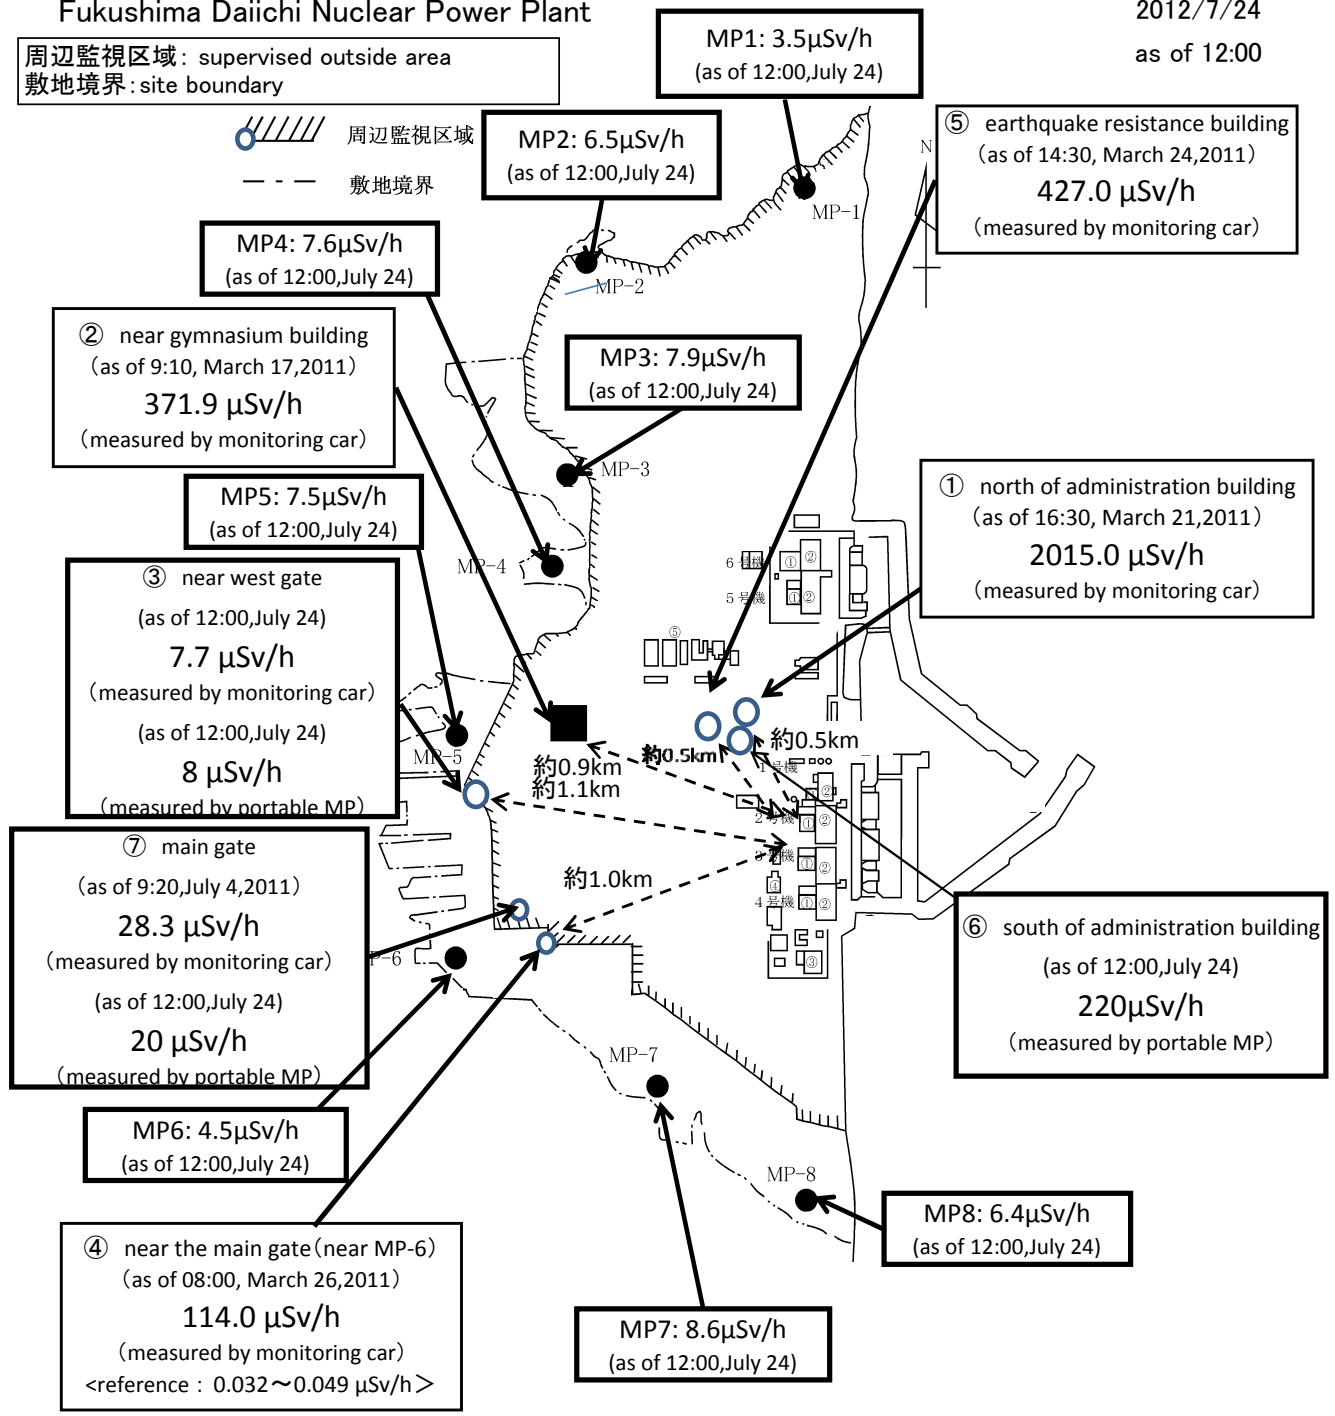 Fukushima Daiichi Nuclear Power Plant
2012/7/24
as of 12:00
周辺監視区域: supervised outside area
敷地境界:site boundary
周辺監視区域
敷地境界
MP1: 3.5μSv/h
(as of 12:00,July 24)
MP2: 6.5μSv/h
(as of 12:00,July 24)
⑤ earthquake resistance building
(as of 14:30, March 24,2011)
427.0 μSv/h
(measured by monitoring car)
N
MP-1
MP4: 7.6μSv/h
(as of 12:00,July 24)
MP-2
② near gymnasium building
(as of 9:10, March 17,2011)
371.9 μSv/h
(measured by monitoring car)
MP3: 7.9μSv/h
(as of 12:00,July 24)
MP-3
MP5: 7.5μSv/h
(as of 12:00,July 24)
① north of administration building
(as of 16:30, March 21,2011)
2015.0 μSv/h
(measured by monitoring car)
MP-4
6号機
① ②
5号機
① ②
⑤
③ near west gate
(as of 12:00,July 24)
7.7 μSv/h
(measured by monitoring car)
(as of 12:00,July 24)
8 μSv/h
(measured by portable MP)
MP-5
約0.5km
約0.5km
約0.9km
約1.1km
1号機
②
2号機
① ②
3号機
① ②
④
4号機
① ②
③
約1.0km
⑦ main gate
(as of 9:20,July 4,2011)
28.3 μSv/h
(measured by monitoring car)
(as of 12:00,July 24)
20 μSv/h
(measured by portable MP)
P-6
⑥ south of administration building
(as of 12:00,July 24)
220μSv/h
(measured by portable MP)
MP-7
MP6: 4.5μSv/h
(as of 12:00,July 24)
MP-8
MP8: 6.4μSv/h
(as of 12:00,July 24)
④ near the main gate(near MP-6)
(as of 08:00, March 26,2011)
114.0 μSv/h
(measured by monitoring car)
<reference : 0.032～0.049 μSv/h＞
MP7: 8.6μSv/h
(as of 12:00,July 24)